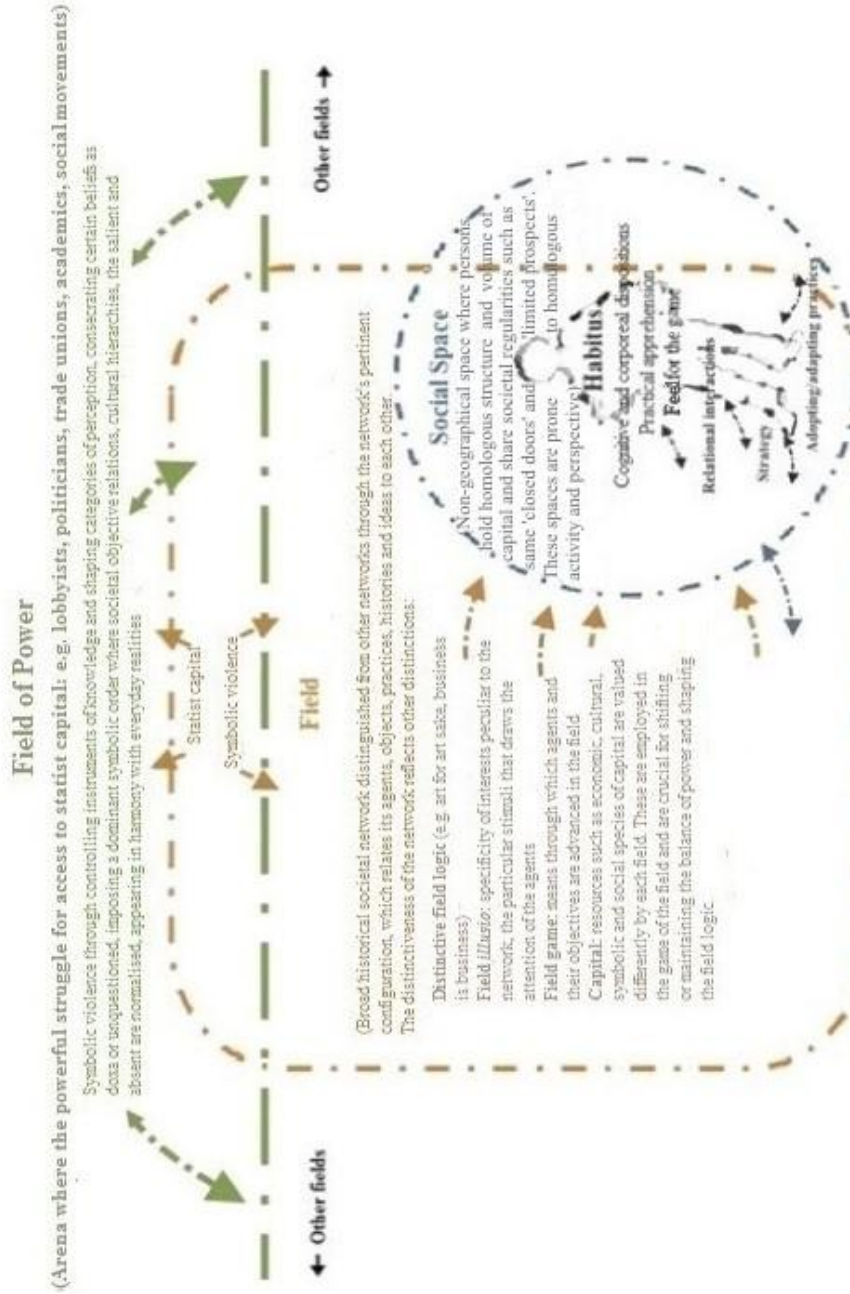 Field of Power
(Arena where the powerful struggle for access to statist capital: e.g. lobbyists, politicians, trade unions, academics, social movements)
Symbolic violence through controlling instruments of knowledge and shaping categories of perception, consecrating certain beliefs as
doxa or unquestioned, imposing a dominant symbolic order where societal objective relations, cultural hierarchies, the salient and
absent are normalised, appearing in harmony with everyday realities
Statist capital
Symbolic violence
← Other fields
Field
Other fields →
(Broad historical societal network distinguished from other networks through the network's pertinent
configuration, which relates its agents, objects, practices, histories and ideas to each other.
The distinctiveness of the network reflects other distinctions:
Distinctive field logic (e.g. art for art sake, business
is business)
Field illusio: specificity of interests peculiar to the
network, the particular stimuli that draws the
attention of the agents
Field game: means through which agents and
their objectives are advanced in the field
Capital: resources such as economic, cultural,
symbolic and social species of capital are valued
differently by each field. These are employed in
the game of the field and are crucial for shifting
or maintaining the balance of power and shaping
the field logic
Social Space
(Non-geographical space where persons
hold homologous structure and volume of
capital and share societal regularities such as
same 'closed doors' and limited prospects'.
These spaces are prone to homologous
activity and perspective)
Habitus
Cognitive and corporeal dispositions
Practical apprehension
Feel for the game
Relational interactions
Strategy
Adopting/adapting practices